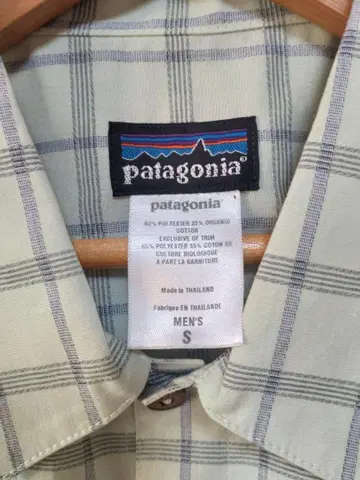 patagonia®
patagonia®
65% POLYESTER 35% ORGANIC
COTTON
EXCLUSIVE OF TRIM
65% POLYESTER 35% COTON DE
CULTURE BIOLOGIQUE
A PART LA GARNITURE
Made in THAILAND
Fabriqué EN THAILANDE
MEN'S
S